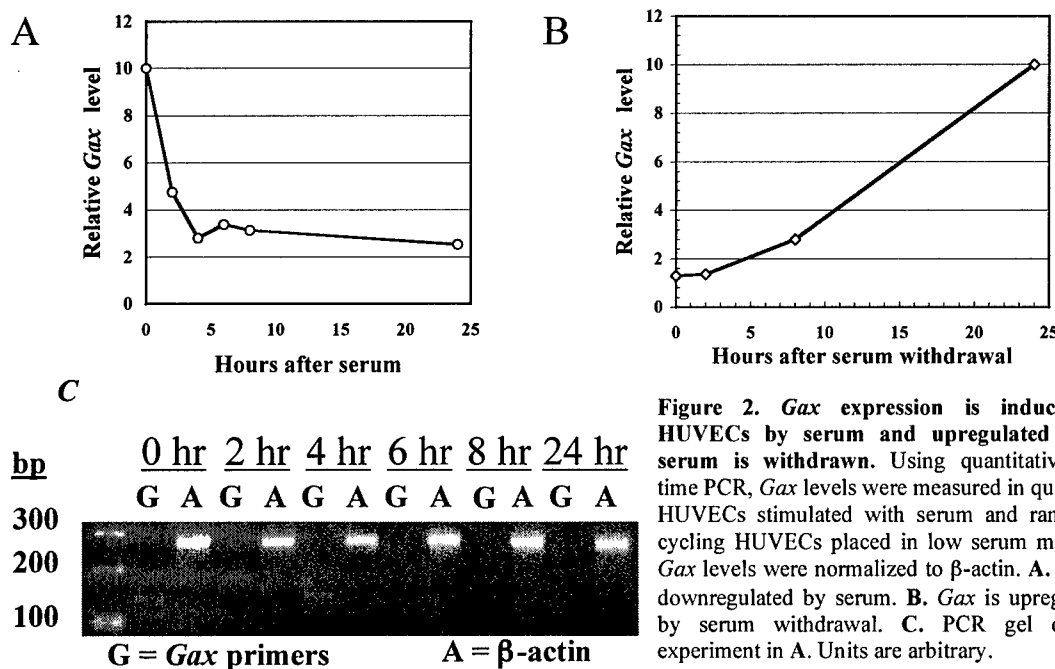 A
12
10
8
6
4
2
0
Relative Gax level
0 5 10 15 20 25
Hours after serum
B
12
10
8
6
4
2
0
Relative Gax level
0 5 10 15 20 25
Hours after serum withdrawal
C
bp
300
200
100
0 hr 2 hr 4 hr 6 hr 8 hr 24 hr
G A G A G A G A G A G A
G = Gax primers A = β-actin
Figure 2. Gax expression is induc
HUVECs by serum and upregulated
serum is withdrawn. Using quantitativ
time PCR, Gax levels were measured in qu
HUVECs stimulated with serum and ran
cycling HUVECs placed in low serum m
Gax levels were normalized to β-actin. A.
downregulated by serum. B. Gax is upreg
by serum withdrawal. C. PCR gel o
experiment in A. Units are arbitrary.